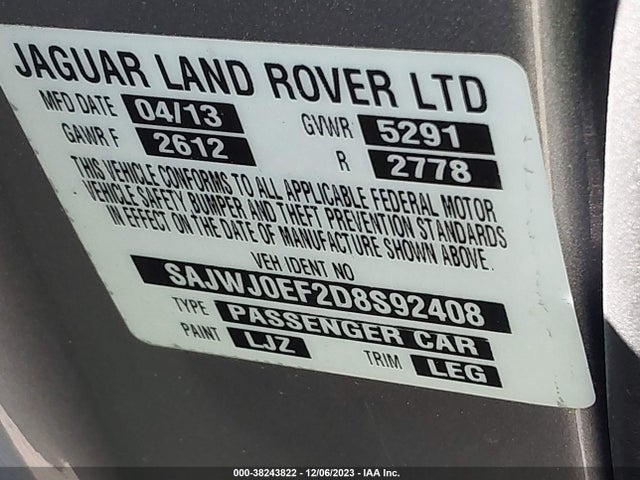 JAGUAR LAND ROVER LTD
MFD DATE 04/13 GVWR 5291
GAWR F 2612 R 2778
THIS VEHICLE CONFORMS TO ALL APPLICABLE FEDERAL MOTOR
VEHICLE SAFETY BUMPER AND THEFT PREVENTION STANDARDS
IN EFFECT ON THE DATE OF MANUFACTURE SHOWN ABOVE.
VEH IDENT NO
SAJWJ0EF2D8S92408
TYPE PASSENGER CAR
PAINT LJZ TRIM LEG
000-38243822 - 12/06/2023 - IAA Inc.